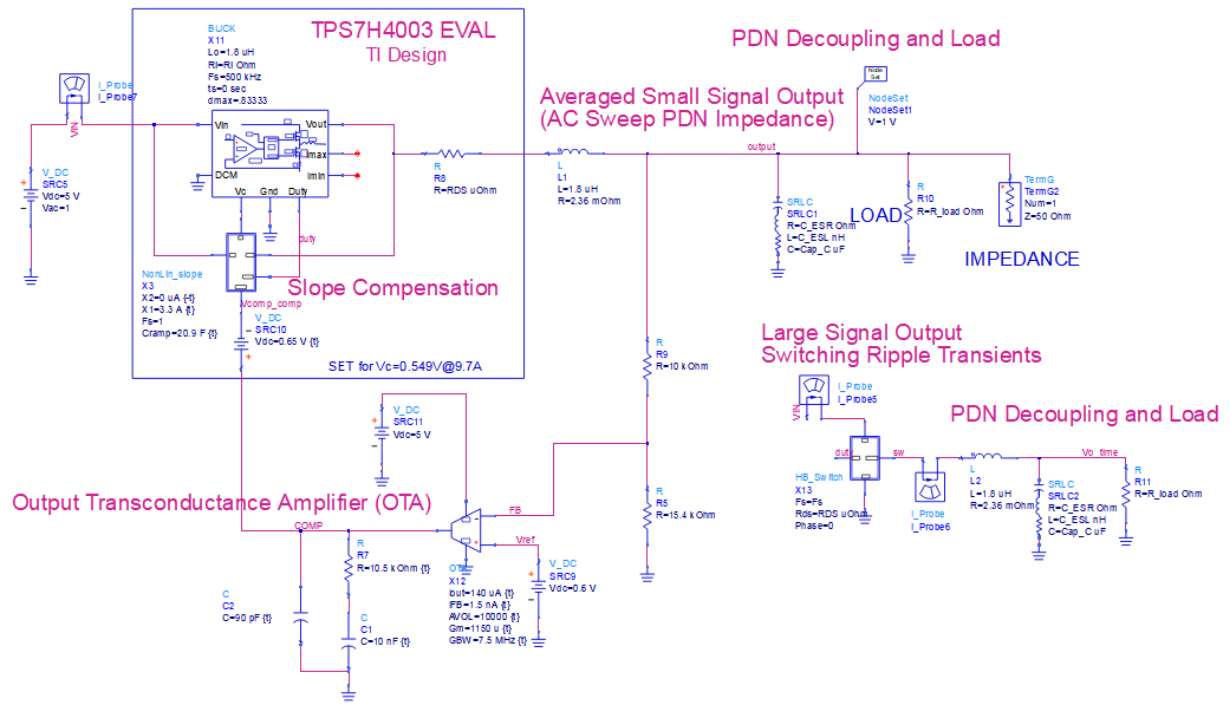 TPS7H4003 EVAL
TI Design
BUCK
X11
Lo=1.8 uH
RI=RI Ohm
Fs=500 kHz
ts=0 sec
dmax=.83333
Vin
Vout
Imax
Imin
DCM
Vc
Gnd
Duty
duty
I_Probe
I_Probe7
VIN
V_DC
SRC5
Vdc=5 V
Vac=1
NonLin_slope
X3
X2=0 uA {-t}
X1=3.3 A {t}
Fs=1
Cramp=20.9 F {t}
Slope Compensation
Vcomp_comp
V_DC
SRC10
Vdc=0.65 V {t}
SET for Vc=0.549V@9.7A
R
R8
R=RDS uOhm
Averaged Small Signal Output
(AC Sweep PDN Impedance)
L
L1
L=1.8 uH
R=2.36 mOhm
PDN Decoupling and Load
Node
Set
NodeSet
NodeSet1
V=1 V
output
SRLC
SRLC1
R=C_ESR Ohm
L=C_ESL nH
C=Cap_C uF
LOAD
R
R10
R=R_load Ohm
TermG
TermG2
Num=1
Z=50 Ohm
IMPEDANCE
R
R9
R=10 k Ohm
R
R5
R=15.4 k Ohm
V_DC
SRC11
Vdc=5 V
Output Transconductance Amplifier (OTA)
COMP
FB
Vref
R
R7
R=10.5 k Ohm {t}
C
C2
C=90 pF {t}
C
C1
C=10 nF {t}
OTA
X12
Iout=140 uA {t}
IFB=1.5 nA {t}
AVOL=10000 {t}
Gm=1150 u {t}
GBW=7.5 MHz {t}
V_DC
SRC9
Vdc=0.6 V
Large Signal Output
Switching Ripple Transients
I_Probe
I_Probe5
VIN
PDN Decoupling and Load
duty
sw
HB_Switch
X13
Fs=Fs
Rds=RDS uOhm
Phase=0
I_Probe
I_Probe6
L
L2
L=1.8 uH
R=2.36 mOhm
Vo_time
SRLC
SRLC2
R=C_ESR Ohm
L=C_ESL nH
C=Cap_C uF
R
R11
R=R_load Ohm